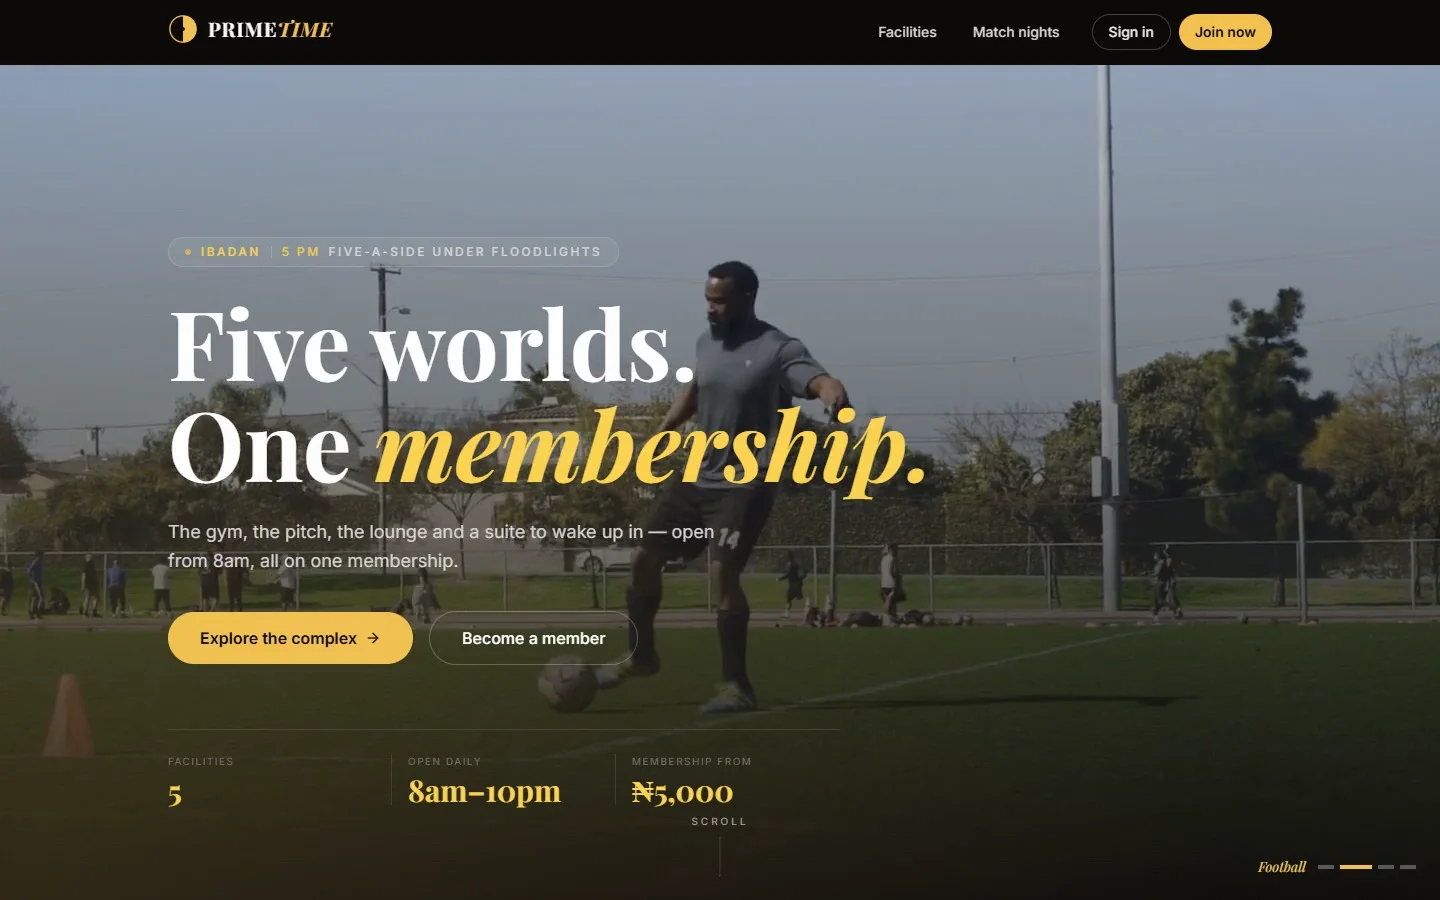 PRIMETIME
Facilities
Match nights
Sign in
Join now
IBADAN | 5 PM FIVE-A-SIDE UNDER FLOODLIGHTS
Five worlds.
One membership.
The gym, the pitch, the lounge and a suite to wake up in — open
from 8am, all on one membership.
Explore the complex →
Become a member
14
FACILITIES
5
OPEN DAILY
8am–10pm
MEMBERSHIP FROM
₦5,000
SCROLL
Football